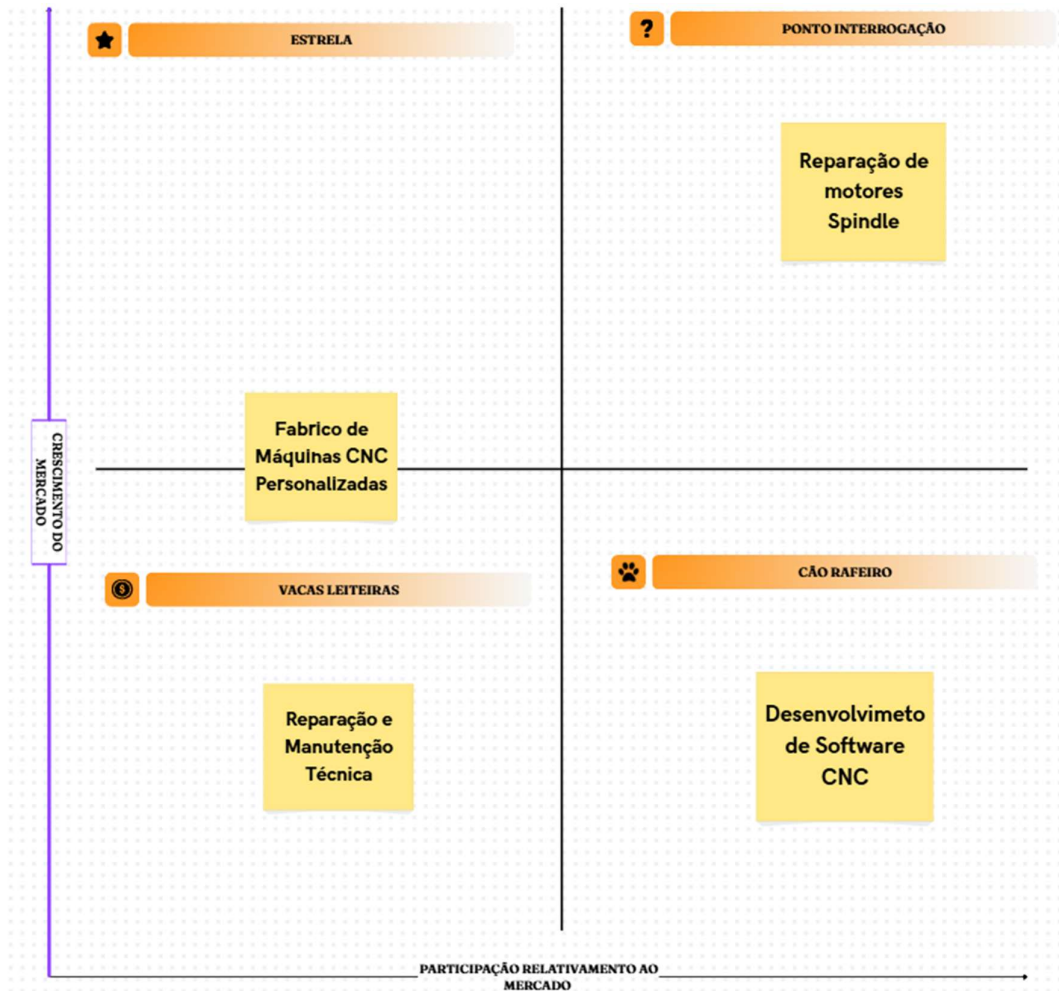 ESTRELA
?
PONTO INTERROGAÇÃO
Reparação de
motores
Spindle
Fabrico de
Máquinas CNC
Personalizadas
CRESCIMENTO DO
MERCADO
$
VACAS LEITEIRAS
CÃO RAFEIRO
Reparação e
Manutenção
Técnica
Desenvolvimeto
de Software
CNC
PARTICIPAÇÃO RELATIVAMENTO AO
MERCADO